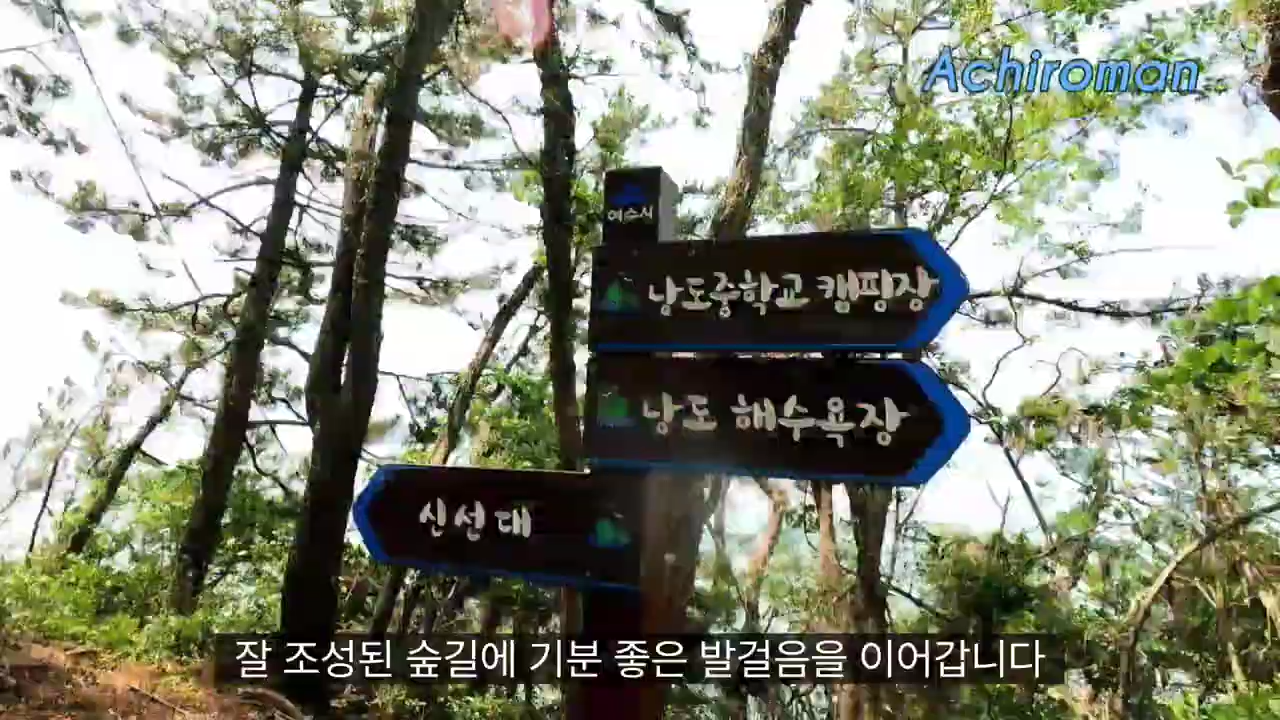 Achiroman
여수시
낭도중학교 캠핑장
낭도 해수욕장
신선대
잘 조성된 숲길에 기분 좋은 발걸음을 이어갑니다